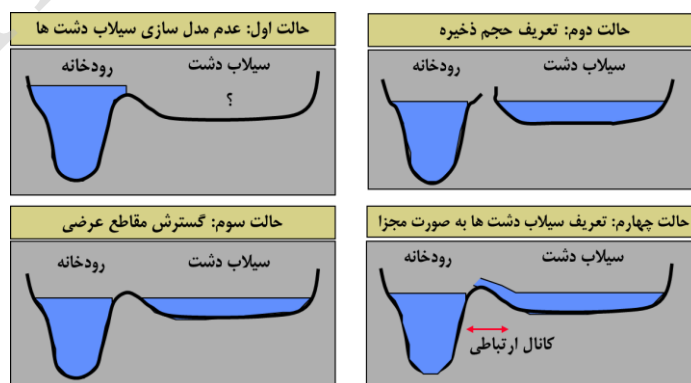 حالت اول: عدم مدل سازی سیلاب دشت ها
رودخانه
سیلاب دشت
؟
حالت دوم: تعریف حجم ذخیره
رودخانه
سیلاب دشت
حالت سوم: گسترش مقاطع عرضی
رودخانه
سیلاب دشت
حالت چهارم: تعریف سیلاب دشت ها به صورت مجزا
رودخانه
سیلاب دشت
کانال ارتباطی